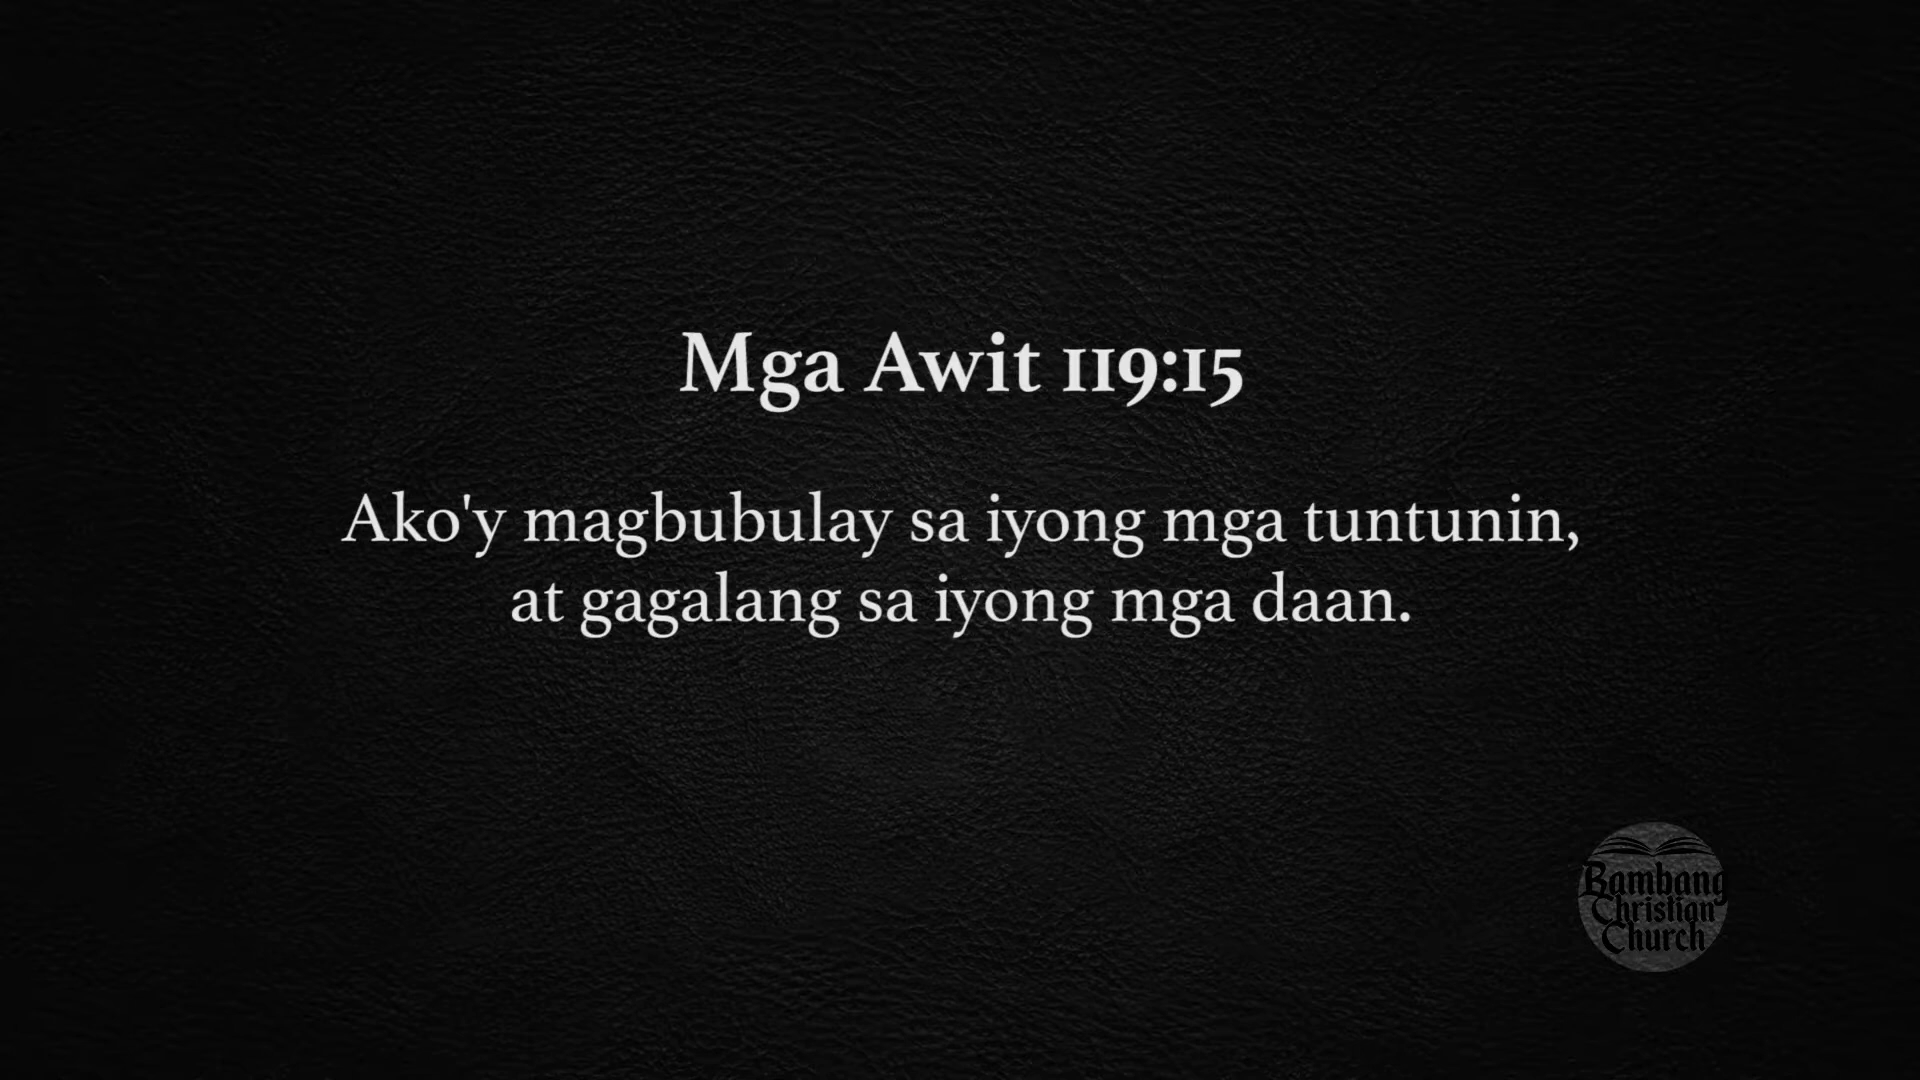 Mga Awit 119:15
Ako'y magbubulay sa iyong mga tuntunin,
at gagalang sa iyong mga daan.
Bambang
Christian
Church